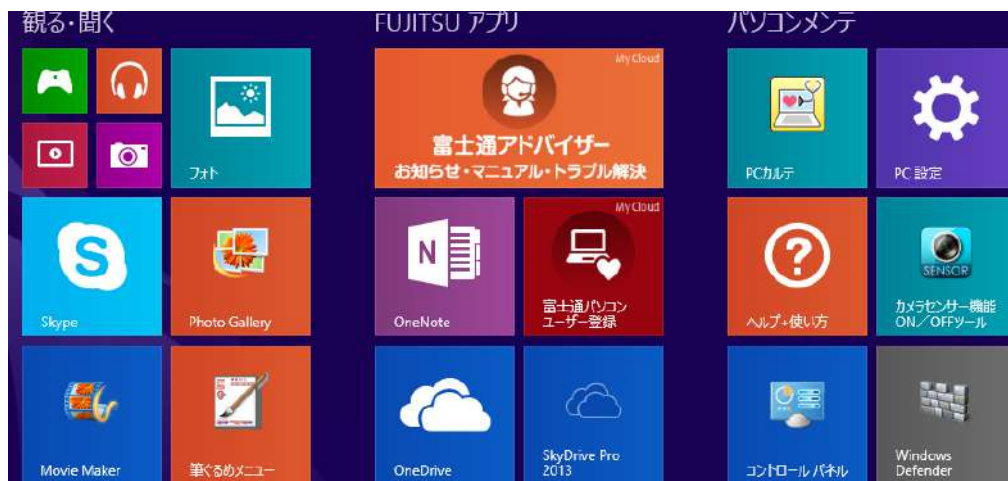 観る・聞く
フォト
Skype
Photo Gallery
Movie Maker
筆ぐるめメニュー
FUJITSU アプリ
My Cloud
富士通アドバイザー
お知らせ・マニュアル・トラブル解決
N
OneNote
My Cloud
富士通パソコン
ユーザー登録
OneDrive
SkyDrive Pro
2013
パソコンメンテ
PCカルテ
PC 設定
?
ヘルプ+使い方
SENSOR
カメラセンサー機能
ON/OFFツール
コントロール パネル
Windows
Defender